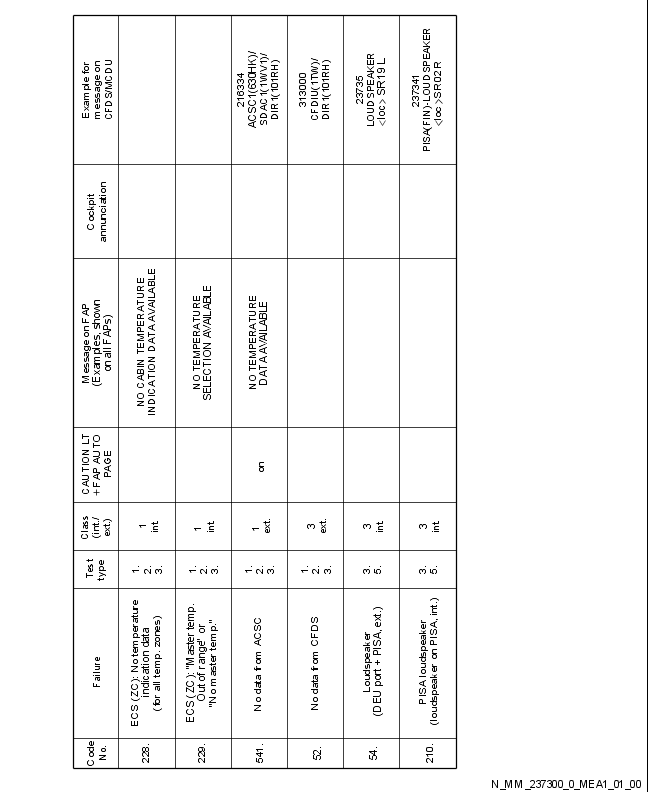 Code
No.
Failure
Test
type
Class
(int./
ext.)
CAUTION LT
+ FAP AUTO
PAGE
Message on FAP
(Examples, shown
on all FAPs)
Cockpit
annunciation
Example for
message on
CFDS/MCDU
228.
ECS (ZC): No temperature
indication data
(for all temp. zones)
1.
2.
3.
1
int.
NO CABIN TEMPERATURE
INDICATION DATA AVAILABLE
229.
ECS (ZC): "Master temp.
Out of range" or
"No master temp."
1.
2.
3.
1
int.
NO TEMPERATURE
SELECTION AVAILABLE
541.
No data from ACSC
1.
2.
3.
1
ext.
on
NO TEMPERATURE
DATA AVAILABLE
216334
ACSC1(630HK)/
SDAC1(1WV1)/
DIR1(101RH)
52.
No data from CFDS
1.
2.
3.
3
ext.
313000
CFDIU(1TW)/
DIR1(101RH)
54.
Loudspeaker
(DEU port + PISA, ext.)
3.
5.
3
int.
23735
LOUD SPEAKER
<loc> SR19 L
210.
PISA loudspeaker
(loudspeaker on PISA, int.)
3.
5.
3
int.
237341
PISA(FIN)-LOUD SPEAKER
<loc>SR02 R
N_MM_237300_0_MEA1_01_00